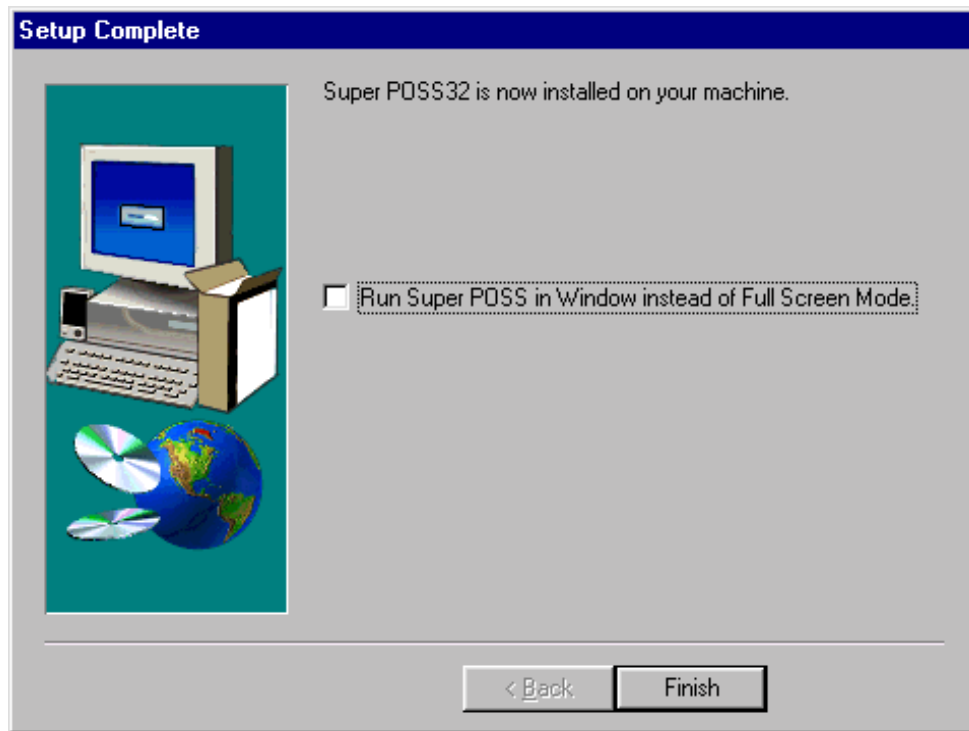 Setup Complete
Super POSS32 is now installed on your machine.
Run Super POSS in Window instead of Full Screen Mode.
< Back
Finish